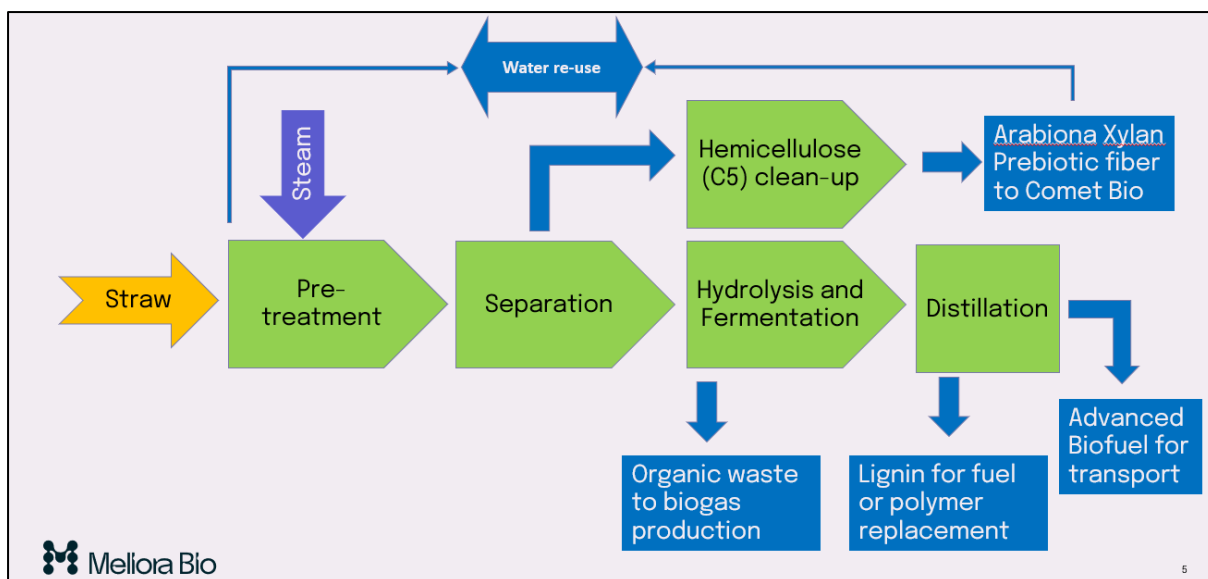 Water re-use
Steam
Hemicellulose
(C5) clean-up
Arabiona Xylan
Prebiotic fiber
to Comet Bio
Straw
Pre-
treatment
Separation
Hydrolysis and
Fermentation
Distillation
Organic waste
to biogas
production
Lignin for fuel
or polymer
replacement
Advanced
Biofuel for
transport
Meliora Bio
5